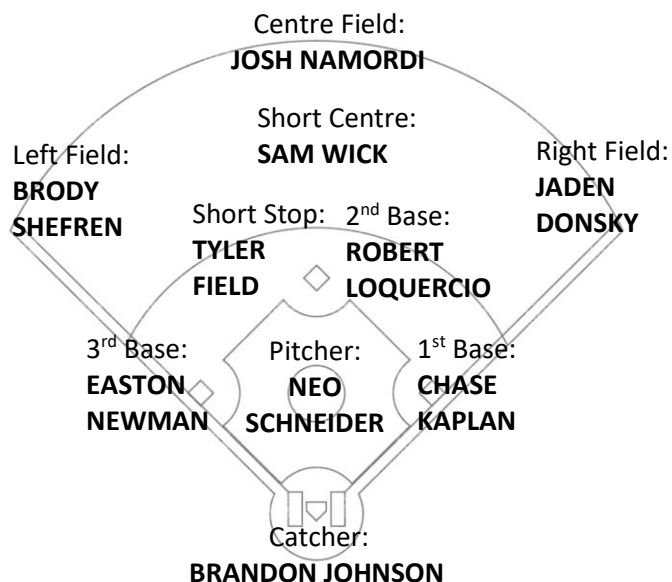 Centre Field:
JOSH NAMORDI
Short Centre:
SAM WICK
Left Field:
BRODY
SHEFREN
Right Field:
JADEN
DONSKY
Short Stop:
TYLER
FIELD
2nd Base:
ROBERT
LOQUERCIO
3rd Base:
EASTON
NEWMAN
Pitcher:
NEO
SCHNEIDER
1st Base:
CHASE
KAPLAN
Catcher:
BRANDON JOHNSON